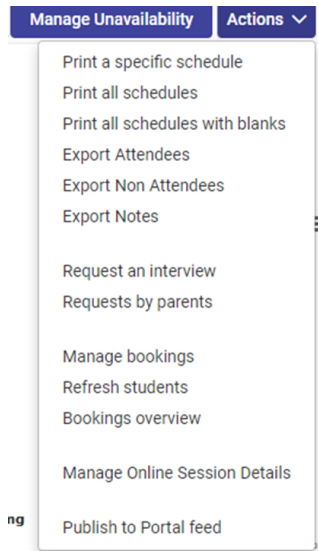 Manage Unavailability Actions
Print a specific schedule
Print all schedules
Print all schedules with blanks
Export Attendees
Export Non Attendees
Export Notes
Request an interview
Requests by parents
Manage bookings
Refresh students
Bookings overview
Manage Online Session Details
ng
Publish to Portal feed